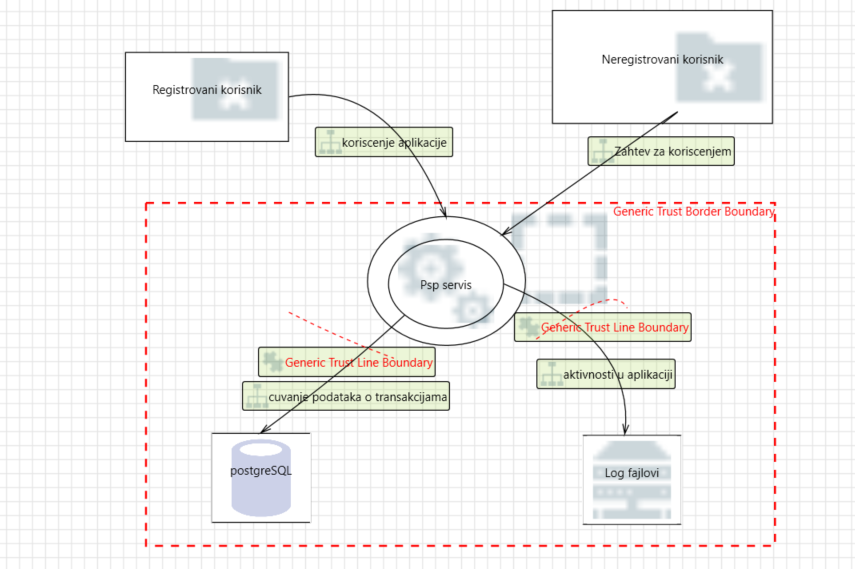 Neregistrovani korisnik
Registrovani korisnik
koriscenje aplikacije
Zahtev za koriscenjem
Generic Trust Border Boundary
Psp servis
Generic Trust Line Boundary
Generic Trust Line Boundary
aktivnosti u aplikaciji
cuvanje podataka o transakcijama
postgreSQL
Log fajlovi